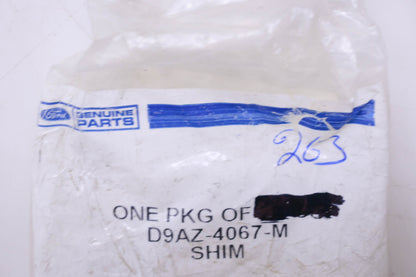 Ford GENUINE
PARTS
263
ONE PKG OF
D9AZ-4067-M
SHIM